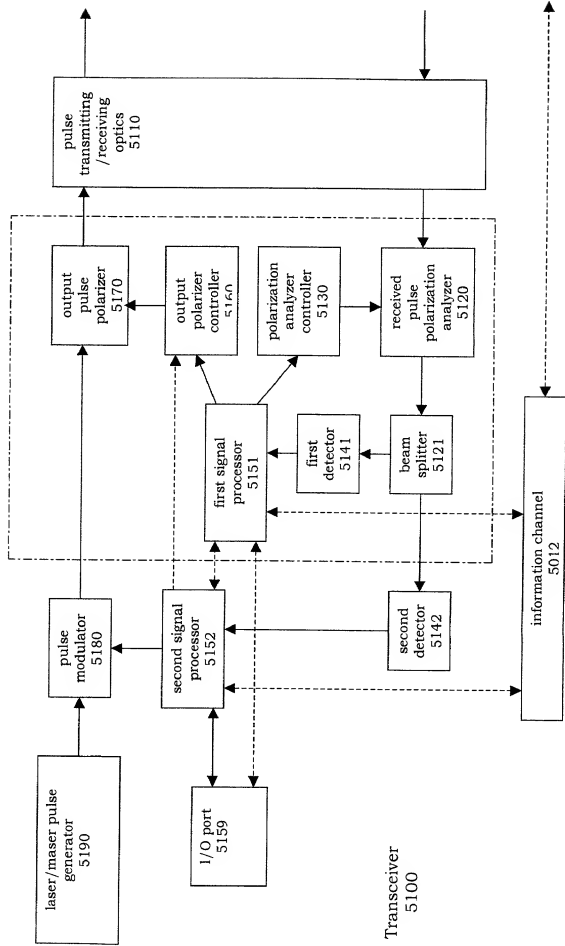 laser/maser pulse
generator
5190
pulse
modulator
5180
output
pulse
polarizer
5170
pulse
transmitting
/receiving
optics
5110
I/O port
5159
second signal
processor
5152
first signal
processor
5151
output
polarizer
controller
5160
polarization
analyzer
controller
5130
first
detector
5141
second
detector
5142
beam
splitter
5121
received
pulse
polarization
analyzer
5120
information channel
5012
Transceiver
5100